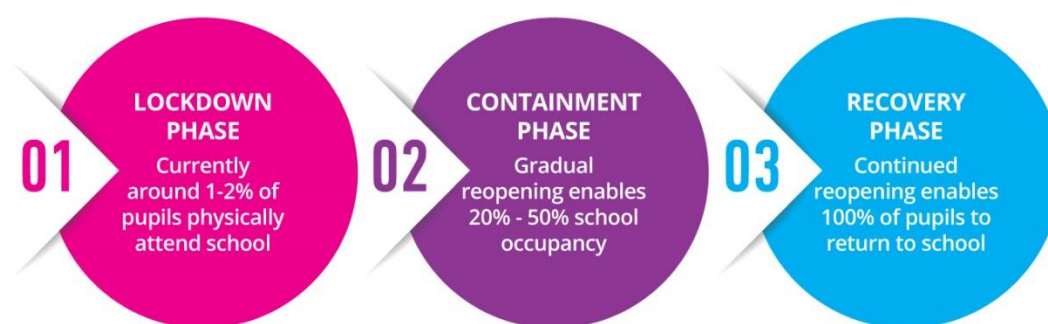 01
LOCKDOWN
PHASE
Currently
around 1-2% of
pupils physically
attend school
02
CONTAINMENT
PHASE
Gradual
reopening enables
20% - 50% school
occupancy
03
RECOVERY
PHASE
Continued
reopening enables
100% of pupils to
return to school